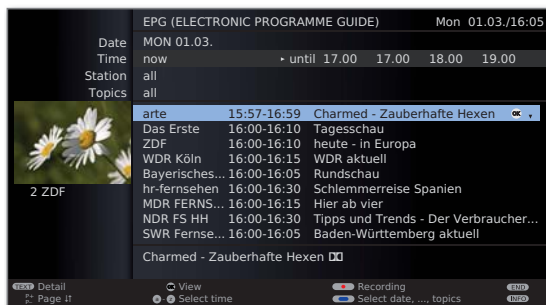 EPG (ELECTRONIC PROGRAMME GUIDE) Mon 01.03./16:05
Date MON 01.03.
Time now ▸ until 17.00 17.00 18.00 19.00
Station all
Topics all
arte 15:57-16:59 Charmed - Zauberhafte Hexen OK
Das Erste 16:00-16:10 Tagesschau
ZDF 16:00-16:10 heute - in Europa
WDR Köln 16:00-16:15 WDR aktuell
Bayerisches... 16:00-16:05 Rundschau
hr-fernsehen 16:00-16:30 Schlemmerreise Spanien
MDR FERNS... 16:00-16:15 Hier ab vier
NDR FS HH 16:00-16:30 Tipps und Trends - Der Verbraucher...
SWR Fernse... 16:00-16:05 Baden-Württemberg aktuell
2 ZDF
Charmed - Zauberhafte Hexen
TEXT Detail OK View Recording END
P+ P- Page Select time Select date, ..., topics INFO